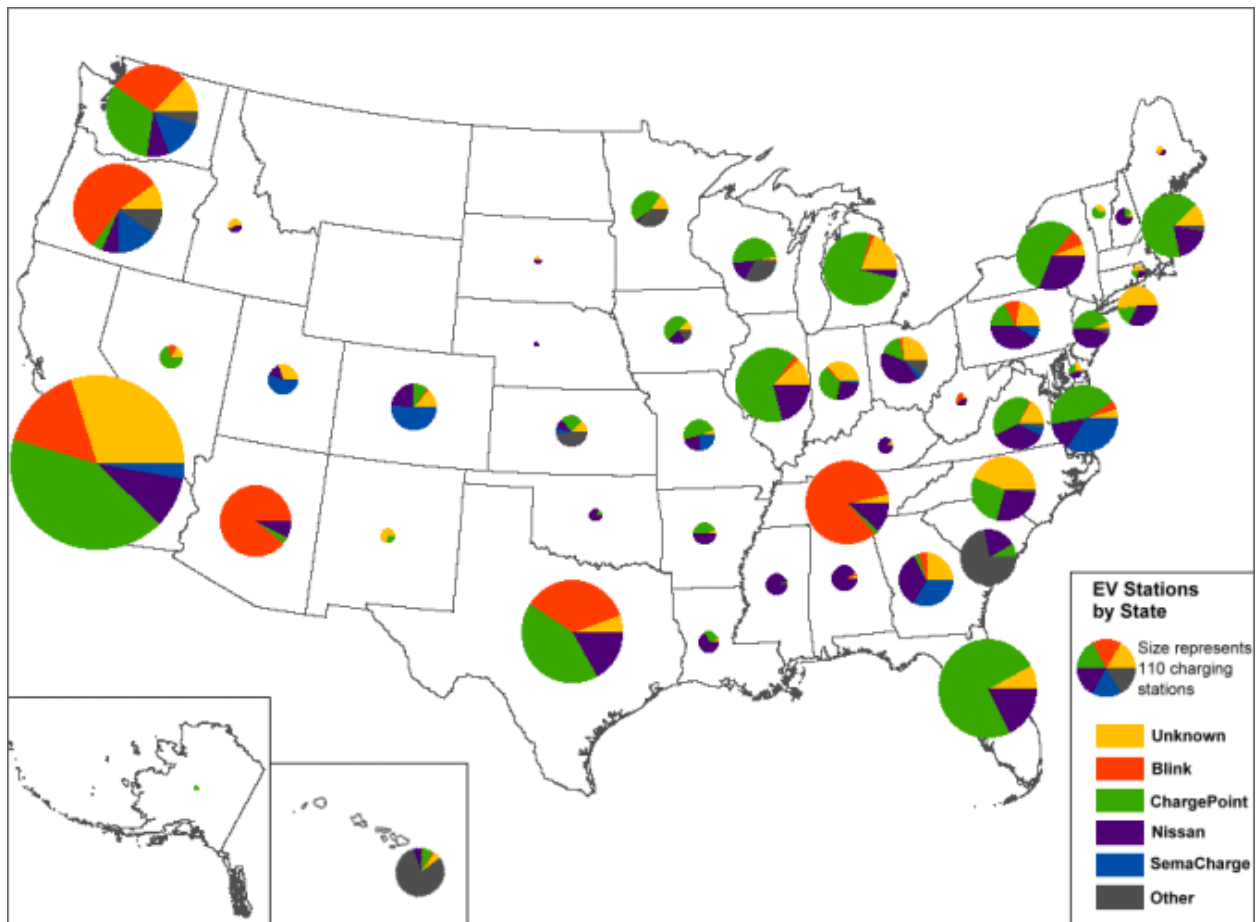 EV Stations
by State
Size represents
110 charging
stations
Unknown
Blink
ChargePoint
Nissan
SemaCharge
Other